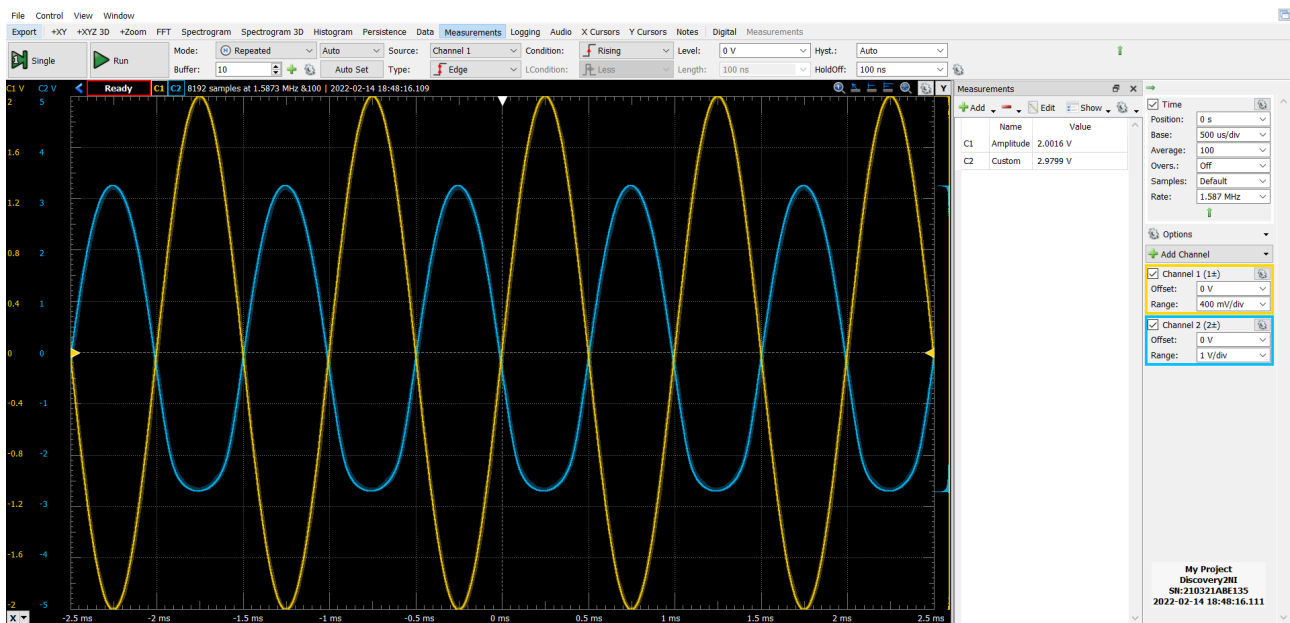 File Control View Window
Export +XY +XYZ 3D +Zoom FFT Spectrogram Spectrogram 3D Histogram Persistence Data Measurements Logging Audio X Cursors Y Cursors Notes Digital Measurements
Single Run Mode: Repeated Auto Source: Channel 1 Condition: Rising Level: 0 V Hyst.: Auto
Buffer: 10 Auto Set Type: Edge LCondition: Less Length: 100 ns HoldOff: 100 ns
C1 V C2 V Ready C1 C2 8192 samples at 1.5873 MHz &100 | 2022-02-14 18:48:16.109 Y
2 5
1.6 4
1.2 3
0.8 2
0.4 1
0 0
-0.4 -1
-0.8 -2
-1.2 -3
-1.6 -4
-2 -5
X -2.5 ms -2 ms -1.5 ms -1 ms -0.5 ms 0 ms 0.5 ms 1 ms 1.5 ms 2 ms 2.5 ms
Measurements
Add Edit Show
Name Value
C1 Amplitude 2.0016 V
C2 Custom 2.9799 V
Time
Position: 0 s
Base: 500 us/div
Average: 100
Overs.: Off
Samples: Default
Rate: 1.587 MHz
Options
Add Channel
Channel 1 (1±)
Offset: 0 V
Range: 400 mV/div
Channel 2 (2±)
Offset: 0 V
Range: 1 V/div
My Project
Discovery2NI
SN:210321ABE135
2022-02-14 18:48:16.111